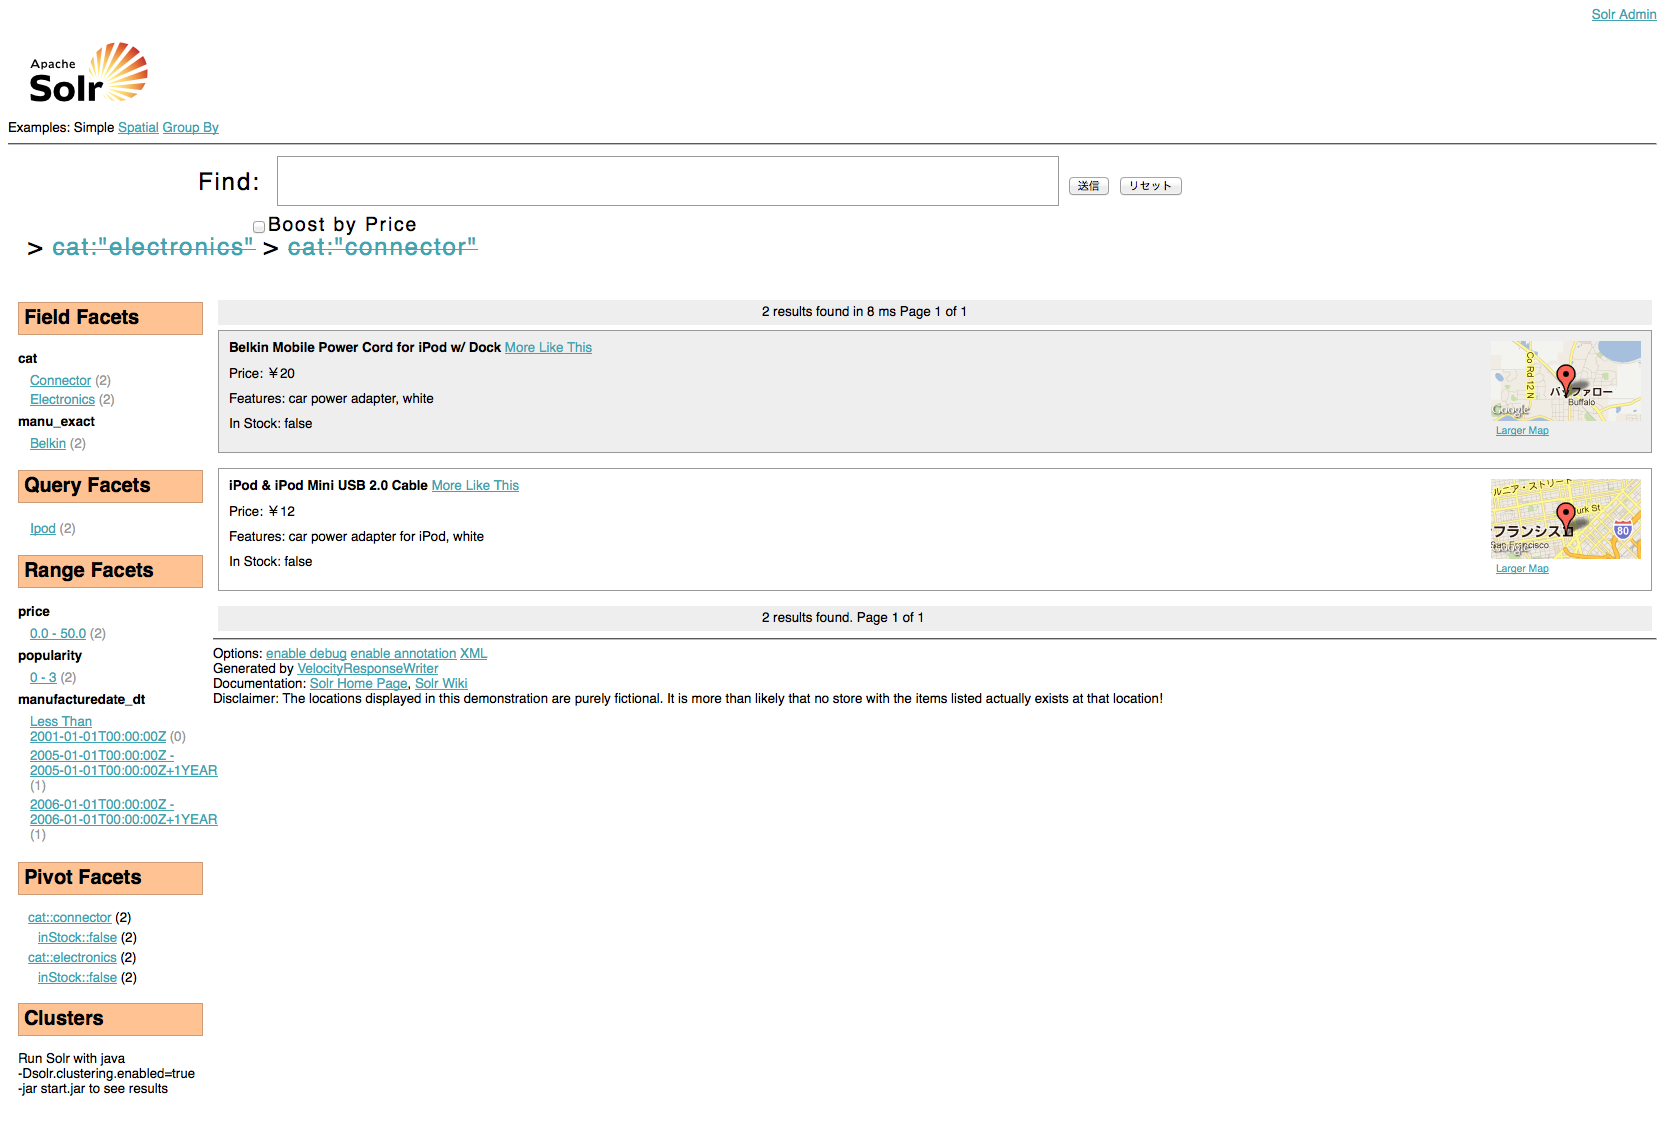 Solr Admin
Apache
Solr
Examples: Simple Spatial Group By
Find:
送信
リセット
Boost by Price
> cat:"electronics" > cat:"connector"
Field Facets
cat
Connector (2)
Electronics (2)
manu_exact
Belkin (2)
Query Facets
Ipod (2)
Range Facets
price
0.0 - 50.0 (2)
popularity
0 - 3 (2)
manufacturedate_dt
Less Than
2001-01-01T00:00:00Z (0)
2005-01-01T00:00:00Z -
2005-01-01T00:00:00Z+1YEAR
(1)
2006-01-01T00:00:00Z -
2006-01-01T00:00:00Z+1YEAR
(1)
Pivot Facets
cat::connector (2)
inStock::false (2)
cat::electronics (2)
inStock::false (2)
Clusters
Run Solr with java
-Dsolr.clustering.enabled=true
-jar start.jar to see results
2 results found in 8 ms Page 1 of 1
Belkin Mobile Power Cord for iPod w/ Dock More Like This
Price: ￥20
Features: car power adapter, white
In Stock: false
Co Rd 12 N
バッファロー
Buffalo
Google
Larger Map
iPod & iPod Mini USB 2.0 Cable More Like This
Price: ￥12
Features: car power adapter for iPod, white
In Stock: false
ルニア・ストリート
urk St
フランシスコ
San Francisco
80
Larger Map
2 results found. Page 1 of 1
Options: enable debug enable annotation XML
Generated by VelocityResponseWriter
Documentation: Solr Home Page, Solr Wiki
Disclaimer: The locations displayed in this demonstration are purely fictional. It is more than likely that no store with the items listed actually exists at that location!